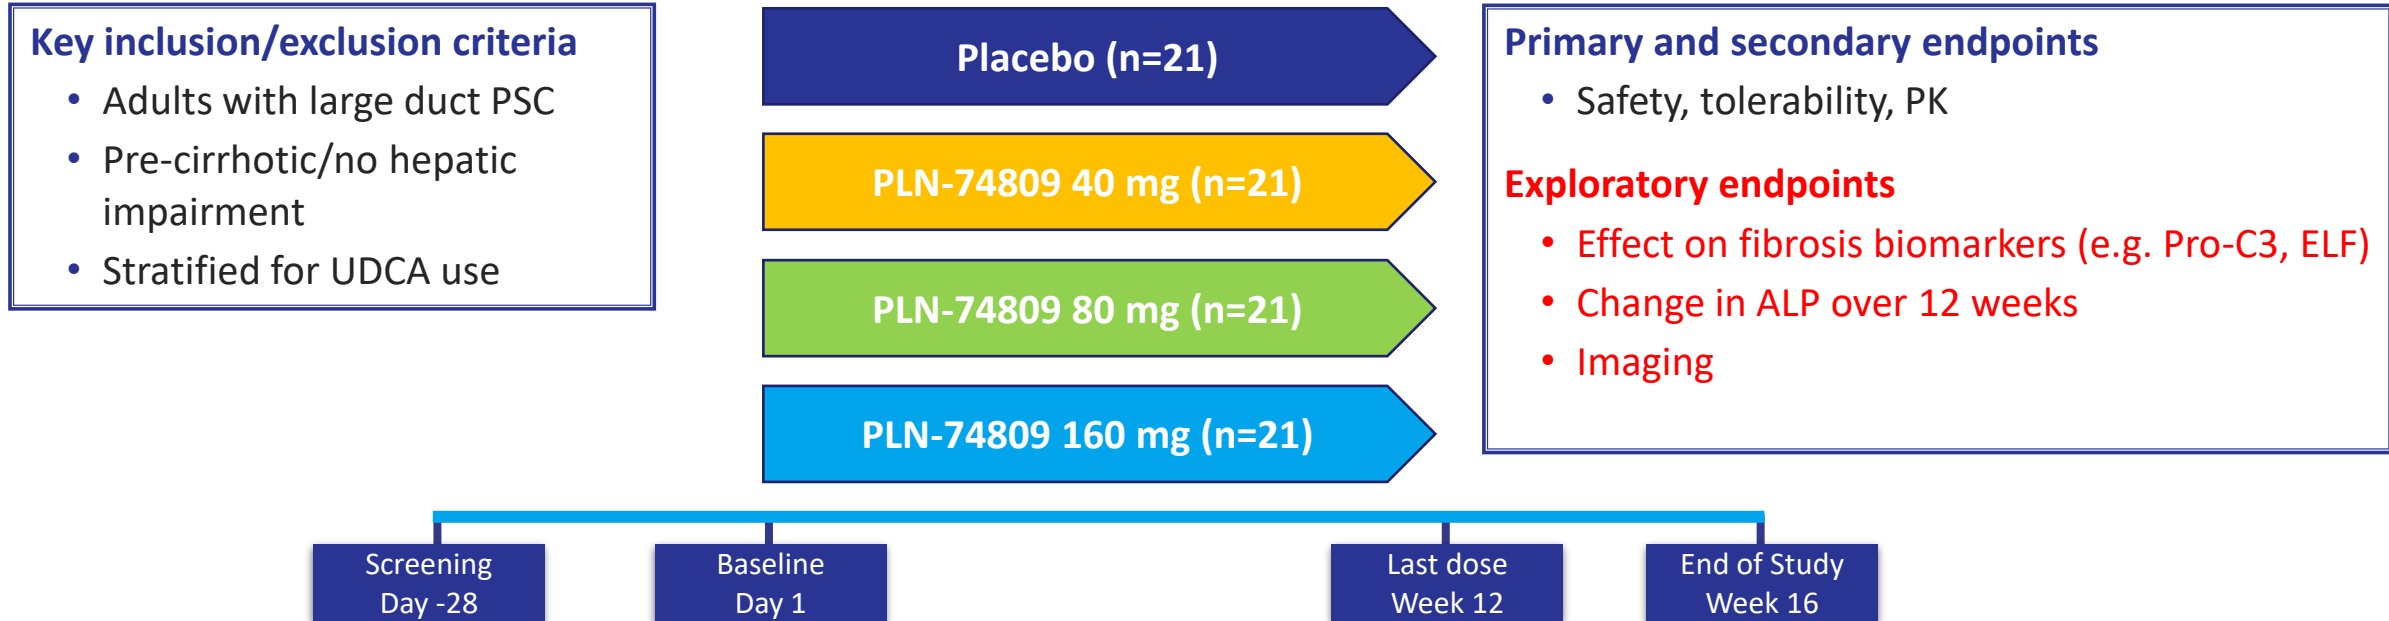 Key inclusion/exclusion criteria
• Adults with large duct PSC
• Pre-cirrhotic/no hepatic
impairment
• Stratified for UDCA use
Placebo (n=21)
PLN-74809 40 mg (n=21)
PLN-74809 80 mg (n=21)
PLN-74809 160 mg (n=21)
Primary and secondary endpoints
• Safety, tolerability, PK
Exploratory endpoints
• Effect on fibrosis biomarkers (e.g. Pro-C3, ELF)
• Change in ALP over 12 weeks
• Imaging
Screening
Day -28
Baseline
Day 1
Last dose
Week 12
End of Study
Week 16